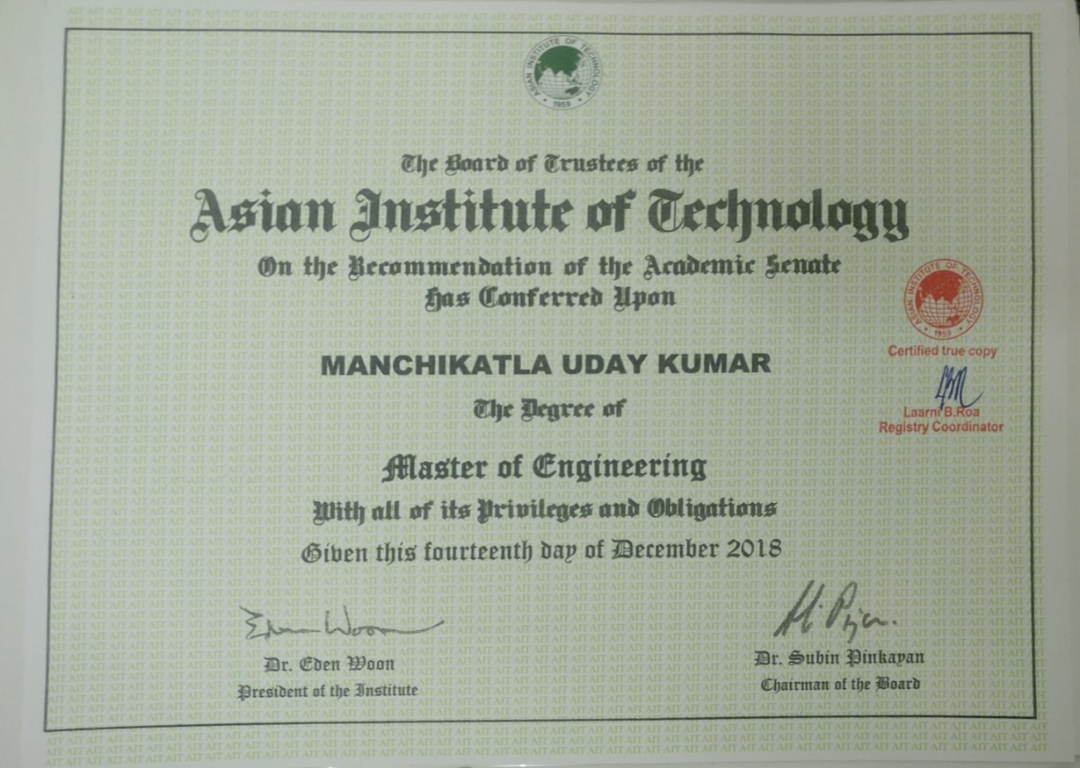 ASIAN INSTITUTE OF TECHNOLOGY
• 1959 •
The Board of Trustees of the
Asian Institute of Technology
On the Recommendation of the Academic Senate
Has Conferred Upon
ASIAN INSTITUTE OF TECHNOLOGY
• 1959 •
Certified true copy
Laarni B.Roa
Registry Coordinator
MANCHIKATLA UDAY KUMAR
The Degree of
Master of Engineering
With all of its Privileges and Obligations
Given this fourteenth day of December 2018
Eden Woon
Dr. Eden Woon
President of the Institute
Dr. Subin Pinkayan
Chairman of the Board